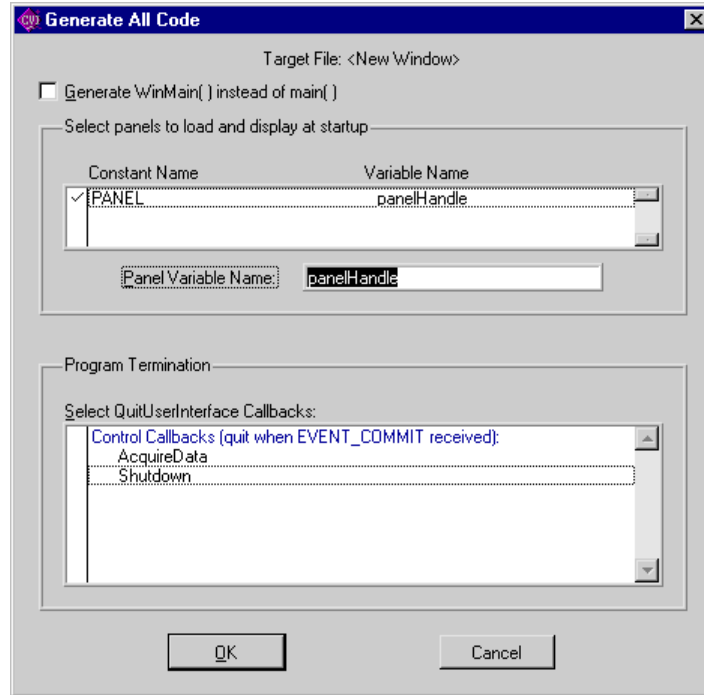 CVI Generate All Code
Target File: <New Window>
Generate WinMain( ) instead of main( )
Select panels to load and display at startup
Constant Name Variable Name
PANEL panelHandle
Panel Variable Name: panelHandle
Program Termination
Select QuitUserInterface Callbacks:
Control Callbacks (quit when EVENT_COMMIT received):
AcquireData
Shutdown
OK Cancel